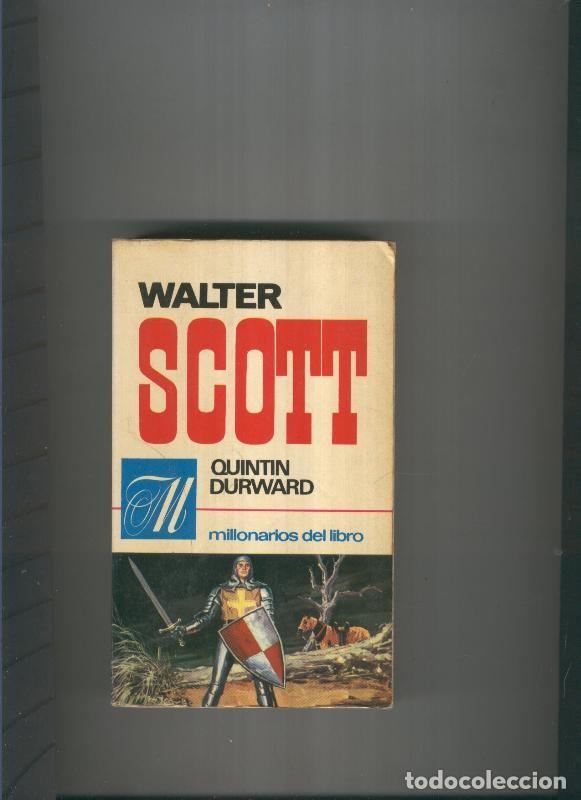 WALTER
SCOTT
M
QUINTIN
DURWARD
millonarios del libro
todocoleccion